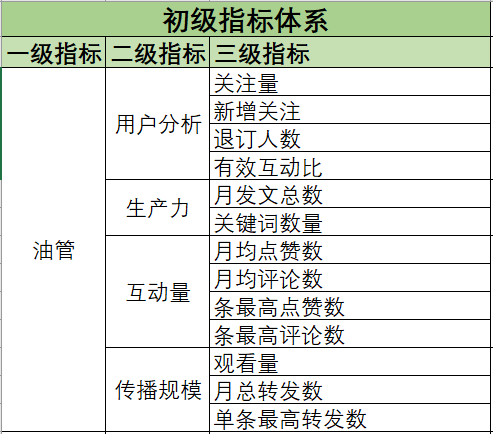 初级指标体系
一级指标 二级指标 三级指标
油管
用户分析
关注量
新增关注
退订人数
有效互动比
生产力
月发文总数
关键词数量
互动量
月均点赞数
月均评论数
条最高点赞数
条最高评论数
传播规模
观看量
月总转发数
单条最高转发数